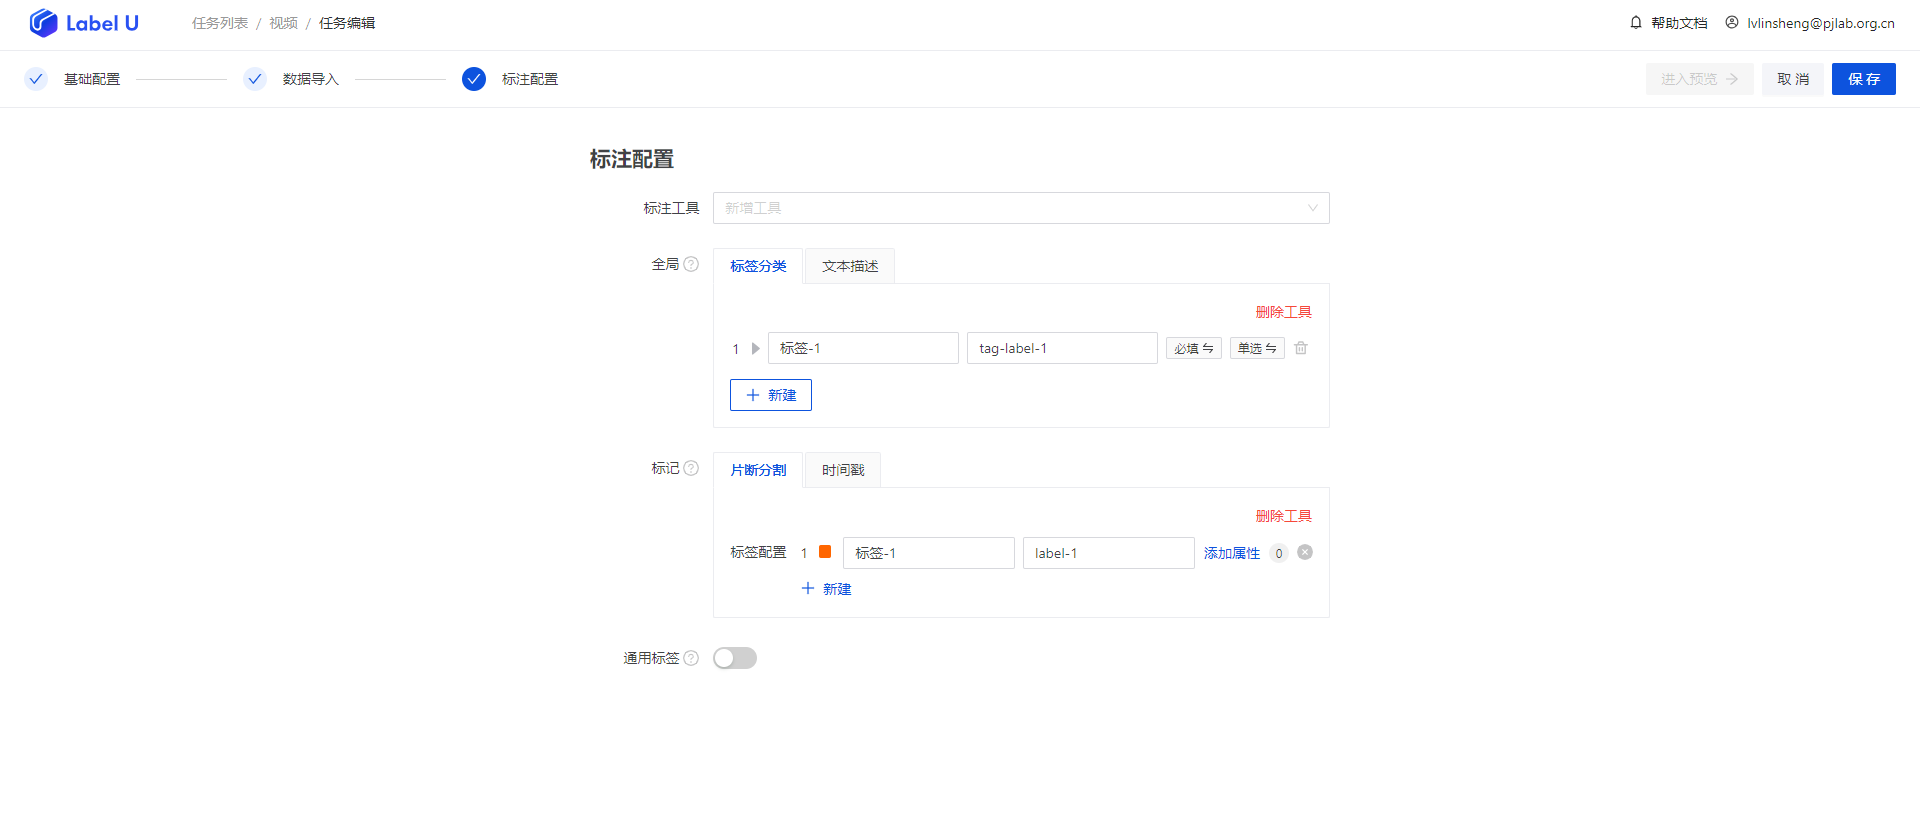 Label U
任务列表 / 视频 / 任务编辑
帮助文档
lvlinsheng@pjlab.org.cn
基础配置
数据导入
标注配置
进入预览 →
取 消
保 存
标注配置
标注工具
新增工具
全局
标签分类
文本描述
删除工具
1
标签-1
tag-label-1
必填 ⇋
单选 ⇋
+ 新建
标记
片断分割
时间戳
删除工具
标签配置
1
标签-1
label-1
添加属性
0
+ 新建
通用标签